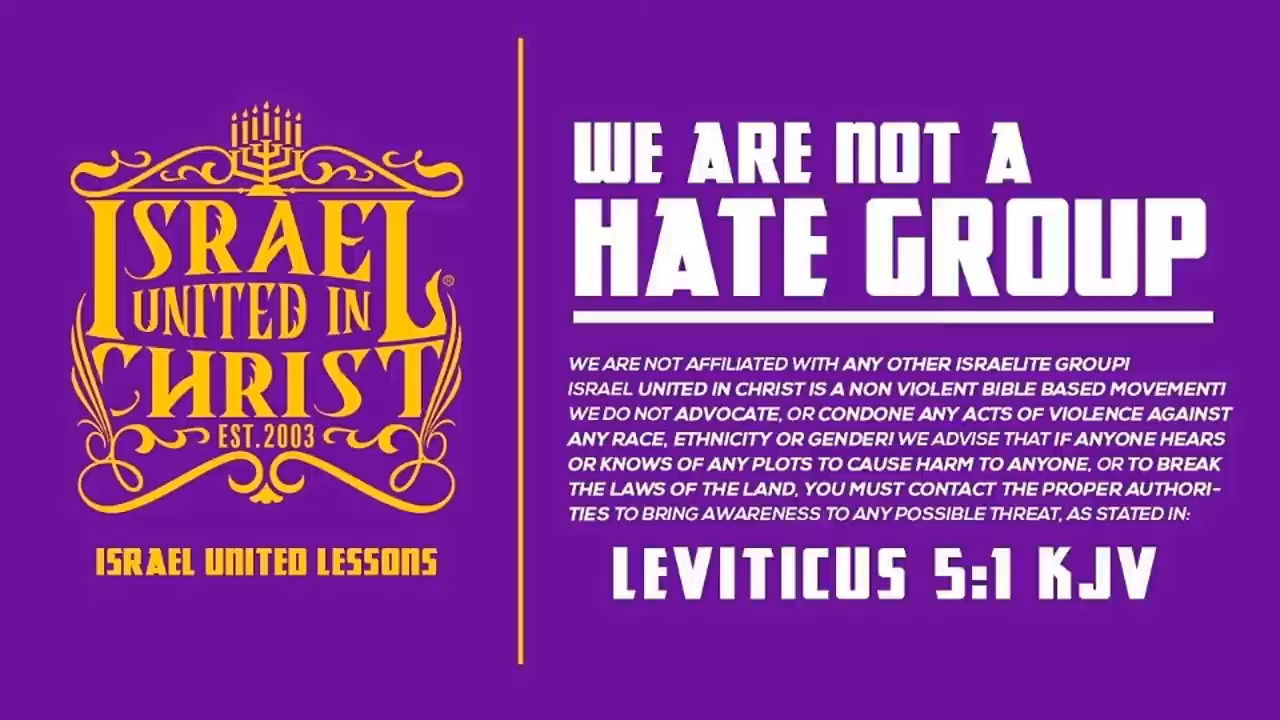 ISRAEL
UNITED IN
CHRIST
EST.2003
®
ISRAEL UNITED LESSONS
WE ARE NOT A
HATE GROUP
WE ARE NOT AFFILIATED WITH ANY OTHER ISRAELITE GROUP!
ISRAEL UNITED IN CHRIST IS A NON VIOLENT BIBLE BASED MOVEMENT!
WE DO NOT ADVOCATE, OR CONDONE ANY ACTS OF VIOLENCE AGAINST
ANY RACE, ETHNICITY OR GENDER! WE ADVISE THAT IF ANYONE HEARS
OR KNOWS OF ANY PLOTS TO CAUSE HARM TO ANYONE, OR TO BREAK
THE LAWS OF THE LAND, YOU MUST CONTACT THE PROPER AUTHORI-
TIES TO BRING AWARENESS TO ANY POSSIBLE THREAT, AS STATED IN:
LEVITICUS 5:1 KJV